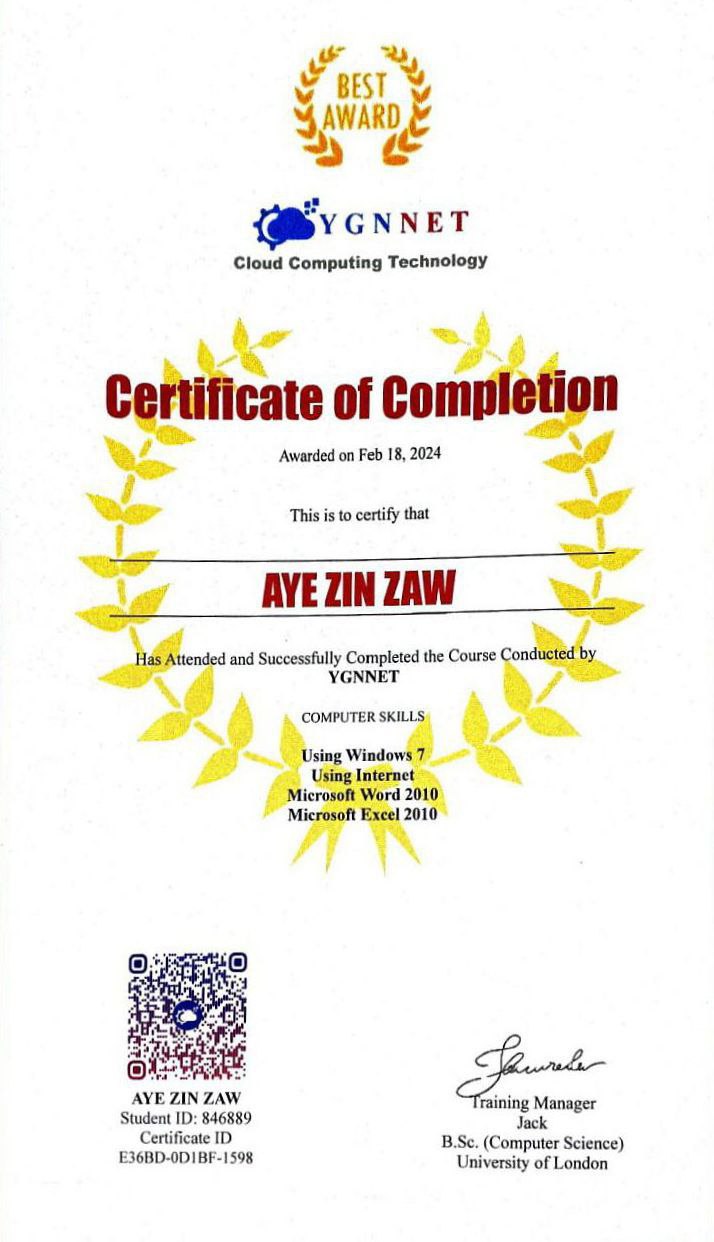 BEST
AWARD
YGNNET
Cloud Computing Technology
Certificate of Completion
Awarded on Feb 18, 2024
This is to certify that
AYE ZIN ZAW
Has Attended and Successfully Completed the Course Conducted by
YGNNET
COMPUTER SKILLS
Using Windows 7
Using Internet
Microsoft Word 2010
Microsoft Excel 2010
AYE ZIN ZAW
Student ID: 846889
Certificate ID
E36BD-0D1BF-1598
Training Manager
Jack
B.Sc. (Computer Science)
University of London